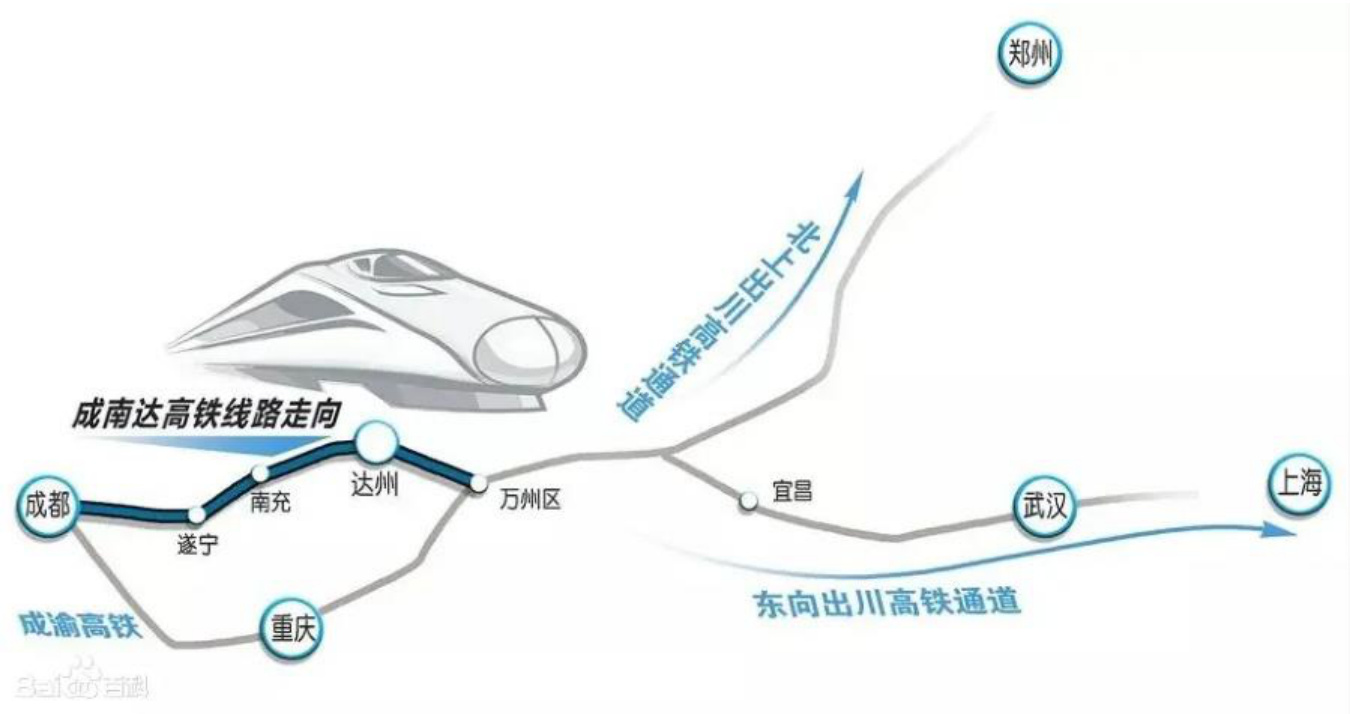 郑州
北上出川高铁通道
成南达高铁线路走向
达州
成都
南充
遂宁
万州区
宜昌
武汉
上海
东向出川高铁通道
成渝高铁
重庆
Baidu百科